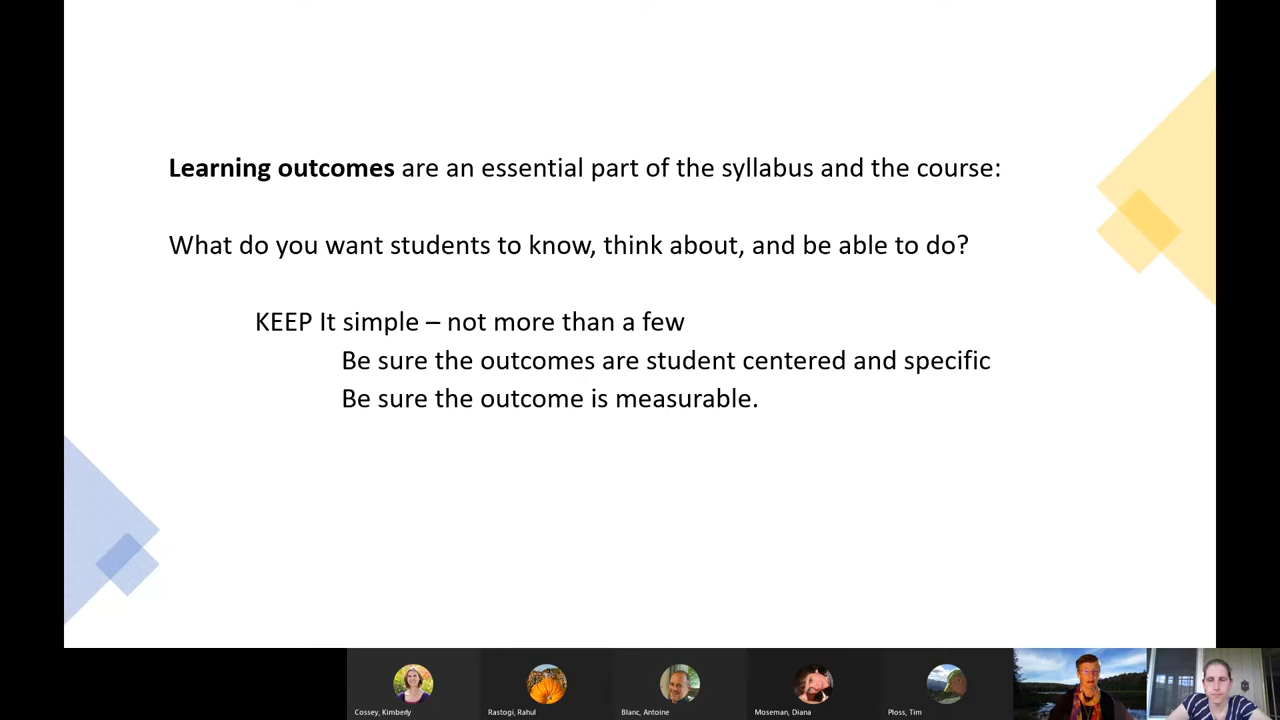 Learning outcomes are an essential part of the syllabus and the course:
What do you want students to know, think about, and be able to do?
KEEP It simple – not more than a few
Be sure the outcomes are student centered and specific
Be sure the outcome is measurable.
Cossey, Kimberly
Rastogi, Rahul
Blanc, Antoine
Moseman, Diana
Ploss, Tim